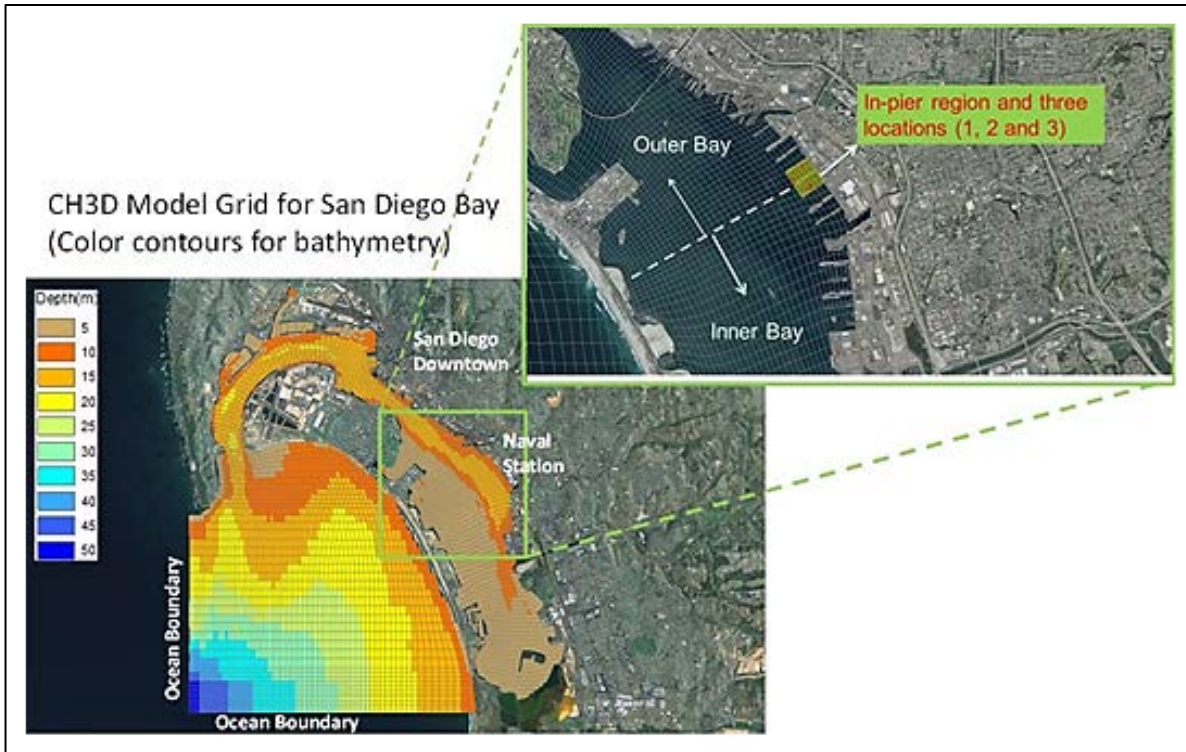 CH3D Model Grid for San Diego Bay
(Color contours for bathymetry)
In-pier region and three
locations (1, 2 and 3)
Outer Bay
Inner Bay
Depth(m)
5
10
15
20
25
30
35
40
45
50
San Diego
Downtown
Naval
Station
Ocean Boundary
Ocean Boundary